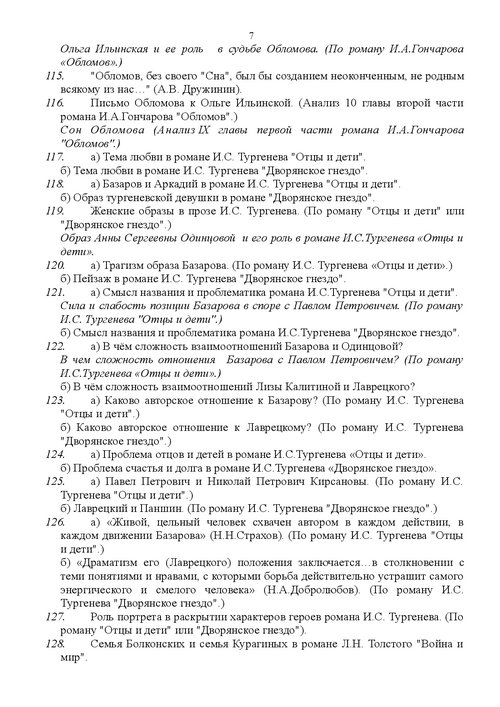 7
Ольга Ильинская и ее роль в судьбе Обломова. (По роману И.А.Гончарова
«Обломов».)
115. "Обломов, без своего "Сна", был бы созданием неоконченным, не родным
всякому из нас…" (А.В. Дружинин).
116. Письмо Обломова к Ольге Ильинской. (Анализ 10 главы второй части
романа И.А.Гончарова "Обломов".)
Сон Обломова (Анализ IX главы первой части романа И.А.Гончарова
"Обломов".)
117. а) Тема любви в романе И.С. Тургенева "Отцы и дети".
б) Тема любви в романе И.С. Тургенева "Дворянское гнездо".
118. а) Базаров и Аркадий в романе И.С. Тургенева "Отцы и дети".
б) Образ тургеневской девушки в романе "Дворянское гнездо".
119. Женские образы в прозе И.С. Тургенева. (По роману "Отцы и дети" или
"Дворянское гнездо".)
Образ Анны Сергеевны Одинцовой и его роль в романе И.С.Тургенева «Отцы и
дети».
120. а) Трагизм образа Базарова. (По роману И.С. Тургенева «Отцы и дети».)
б) Пейзаж в романе И.С. Тургенева "Дворянское гнездо".
121. а) Смысл названия и проблематика романа И.С.Тургенева "Отцы и дети".
Сила и слабость позиции Базарова в споре с Павлом Петровичем. (По роману
И.С. Тургенева "Отцы и дети".)
б) Смысл названия и проблематика романа И.С.Тургенева "Дворянское гнездо".
122. а) В чём сложность взаимоотношений Базарова и Одинцовой?
В чем сложность отношения Базарова с Павлом Петровичем? (По роману
И.С.Тургенева «Отцы и дети».)
б) В чём сложность взаимоотношений Лизы Калитиной и Лаврецкого?
123. а) Каково авторское отношение к Базарову? (По роману И.С. Тургенева
"Отцы и дети".)
б) Каково авторское отношение к Лаврецкому? (По роману И.С. Тургенева
"Дворянское гнездо".)
124. а) Проблема отцов и детей в романе И.С.Тургенева «Отцы и дети».
б) Проблема счастья и долга в романе И.С.Тургенева «Дворянское гнездо».
125. а) Павел Петрович и Николай Петрович Кирсановы. (По роману И.С.
Тургенева "Отцы и дети".)
б) Лаврецкий и Паншин. (По роману И.С. Тургенева "Дворянское гнездо".)
126. а) «Живой, цельный человек схвачен автором в каждом действии, в
каждом движении Базарова» (Н.Н.Страхов). (По роману И.С. Тургенева "Отцы
и дети".)
б) «Драматизм его (Лаврецкого) положения заключается…в столкновении с
теми понятиями и нравами, с которыми борьба действительно устрашит самого
энергического и смелого человека» (Н.А.Добролюбов). (По роману И.С.
Тургенева "Дворянское гнездо".)
127. Роль портрета в раскрытии характеров героев романа И.С. Тургенева. (По
роману "Отцы и дети" или "Дворянское гнездо").
128. Семья Болконских и семья Курагиных в романе Л.Н. Толстого "Война и
мир".